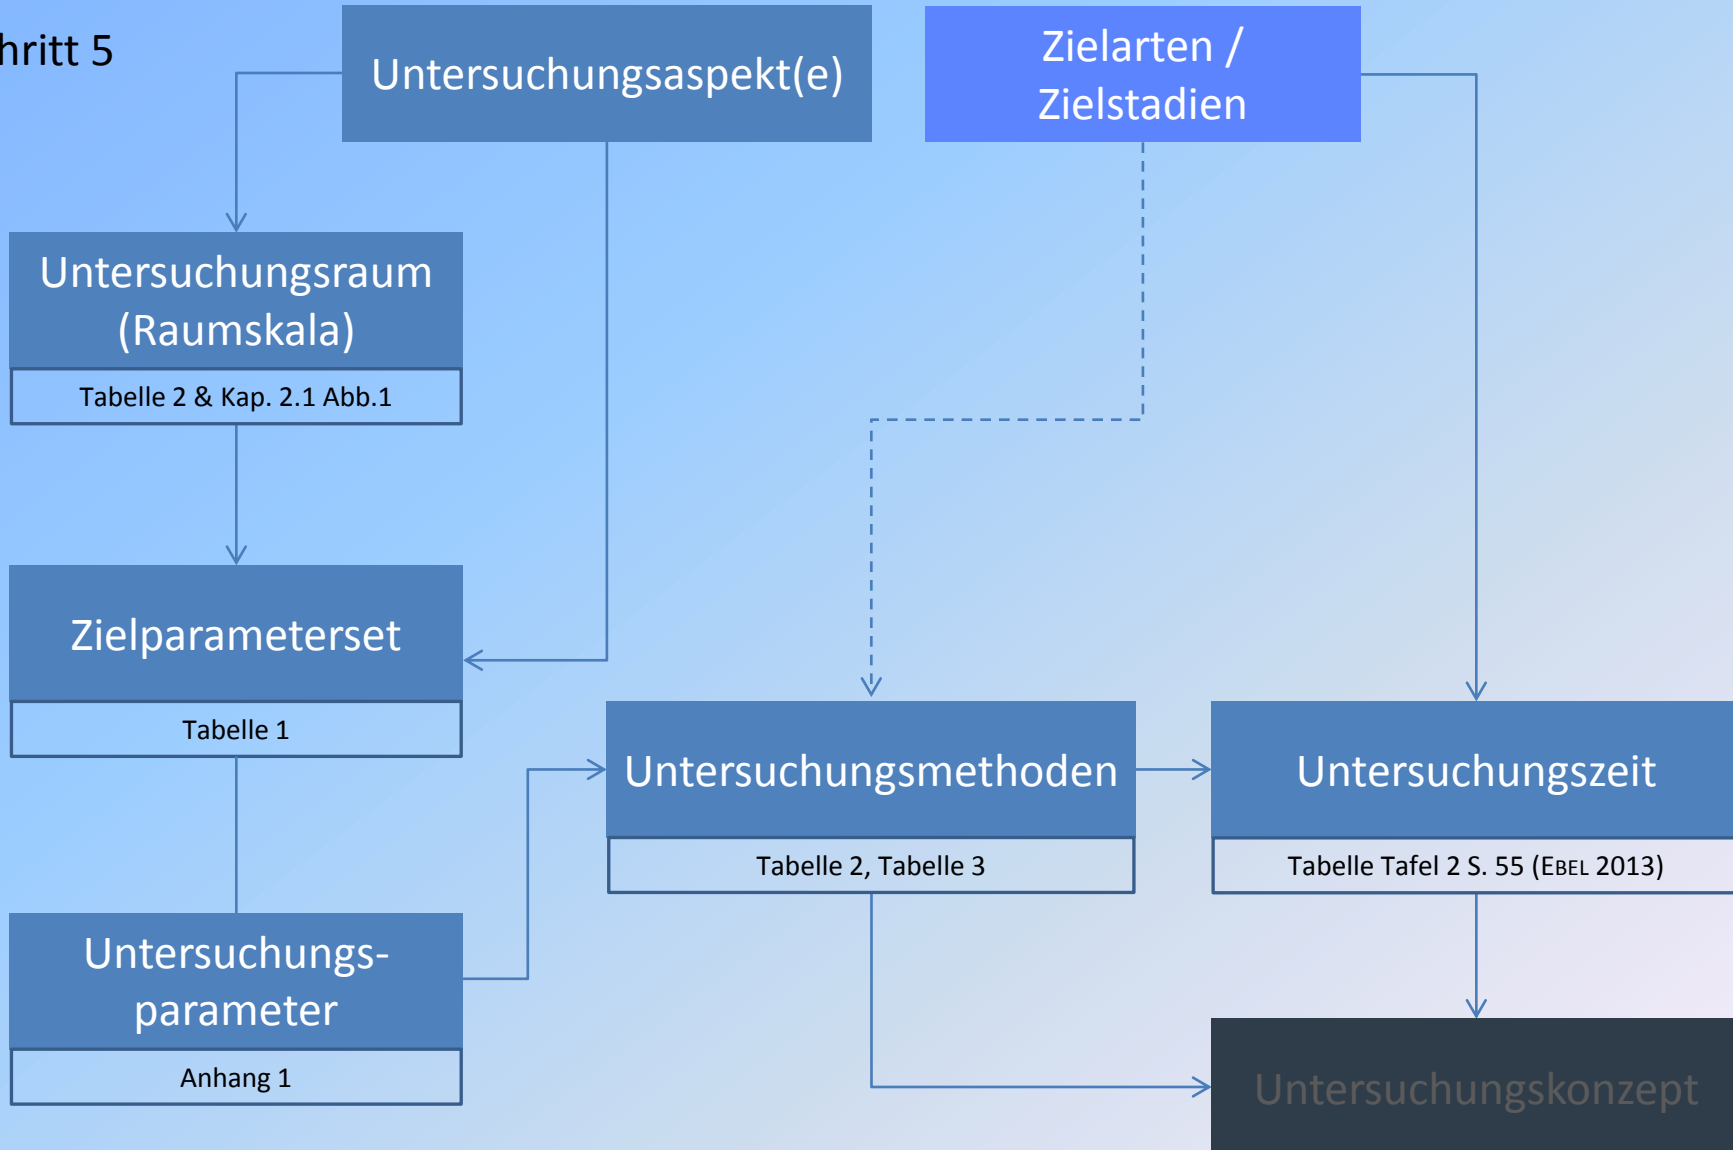 hritt 5
Untersuchungsaspekt(e)
Zielarten /
Zielstadien
Untersuchungsraum
(Raumskala)
Tabelle 2 & Kap. 2.1 Abb.1
Zielparameterset
Tabelle 1
Untersuchungs-
parameter
Anhang 1
Untersuchungsmethoden
Tabelle 2, Tabelle 3
Untersuchungszeit
Tabelle Tafel 2 S. 55 (EBEL 2013)
Untersuchungskonzept